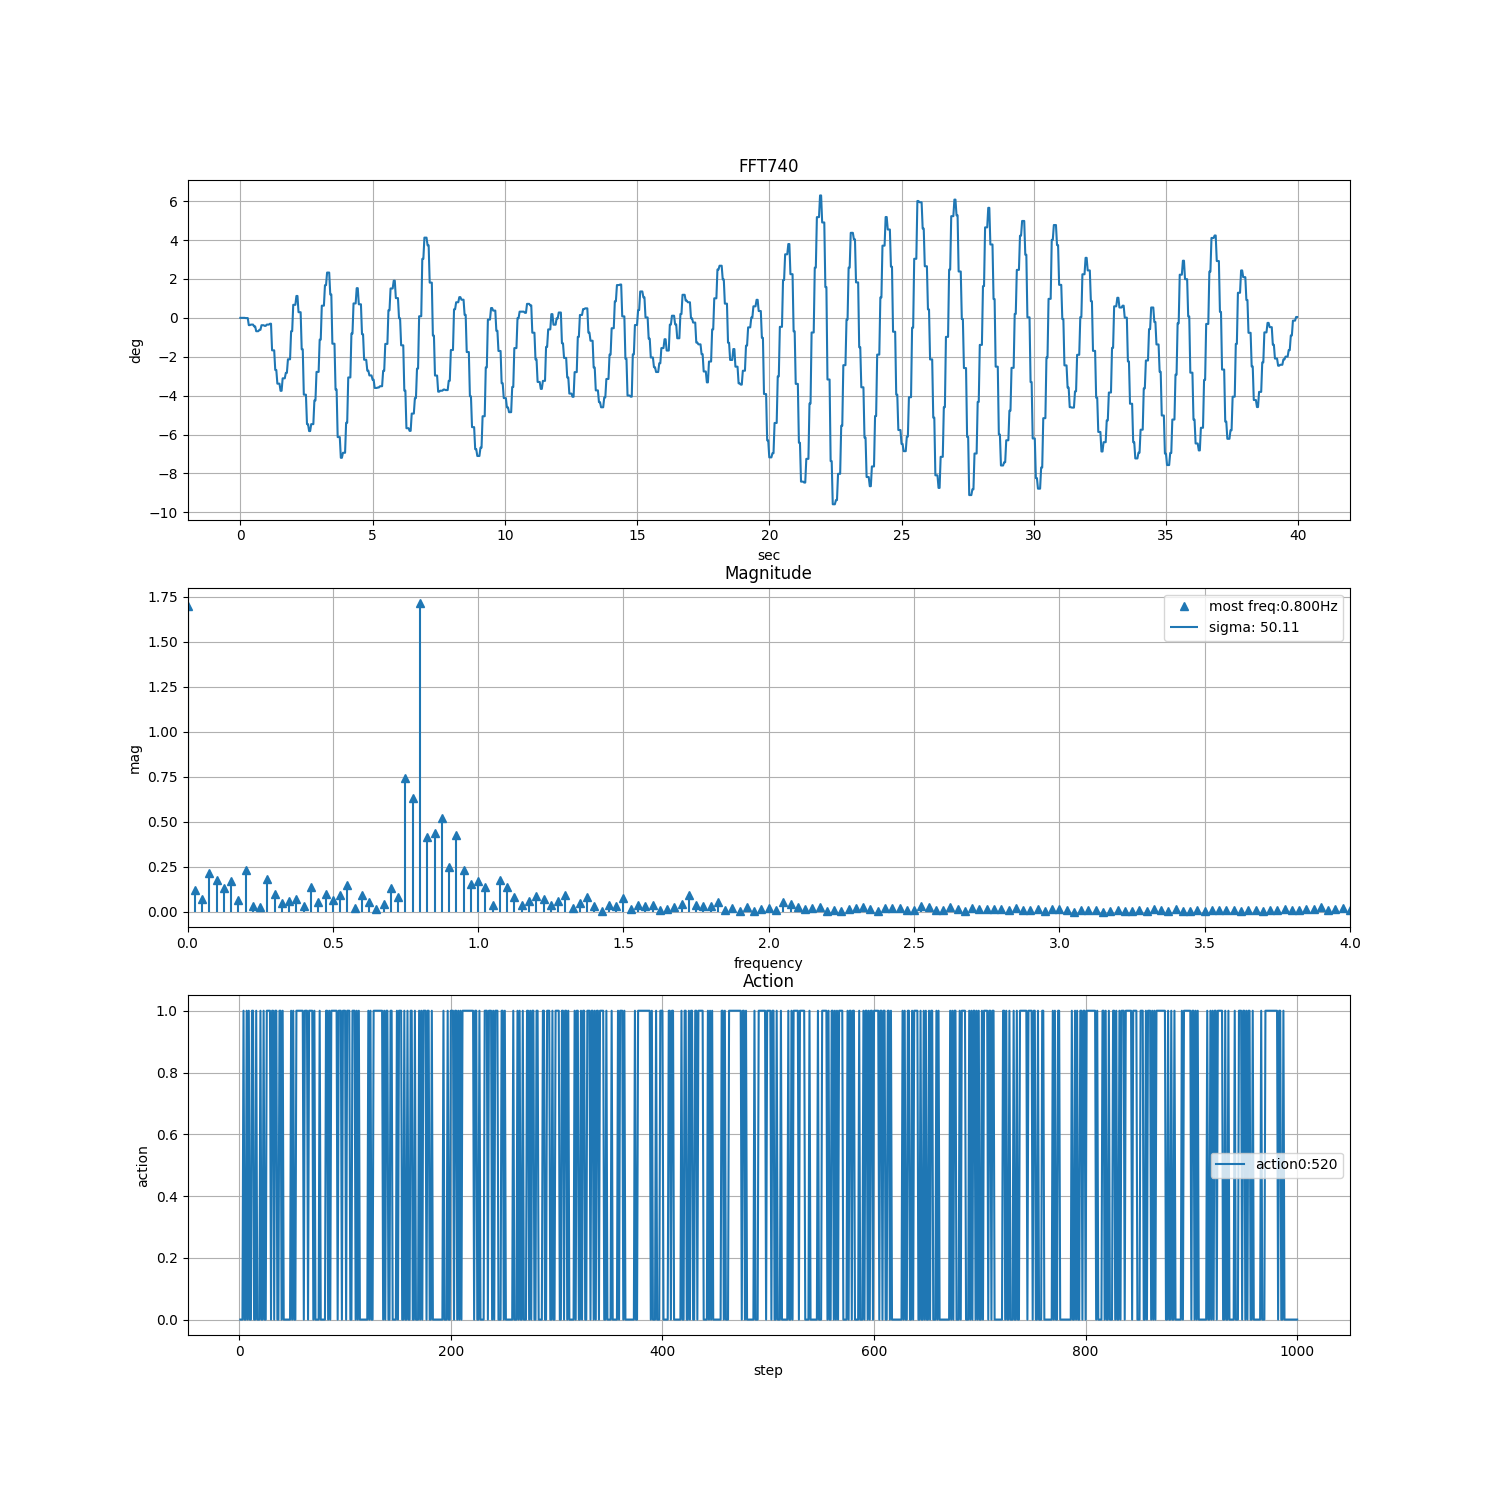 FFT740
6
4
2
0
−2
−4
−6
−8
−10
deg
0 5 10 15 20 25 30 35 40
sec
Magnitude
1.75
1.50
1.25
1.00
0.75
0.50
0.25
0.00
mag
most freq:0.800Hz
sigma: 50.11
0.0 0.5 1.0 1.5 2.0 2.5 3.0 3.5 4.0
frequency
Action
1.0
0.8
0.6
0.4
0.2
0.0
action
action0:520
0 200 400 600 800 1000
step